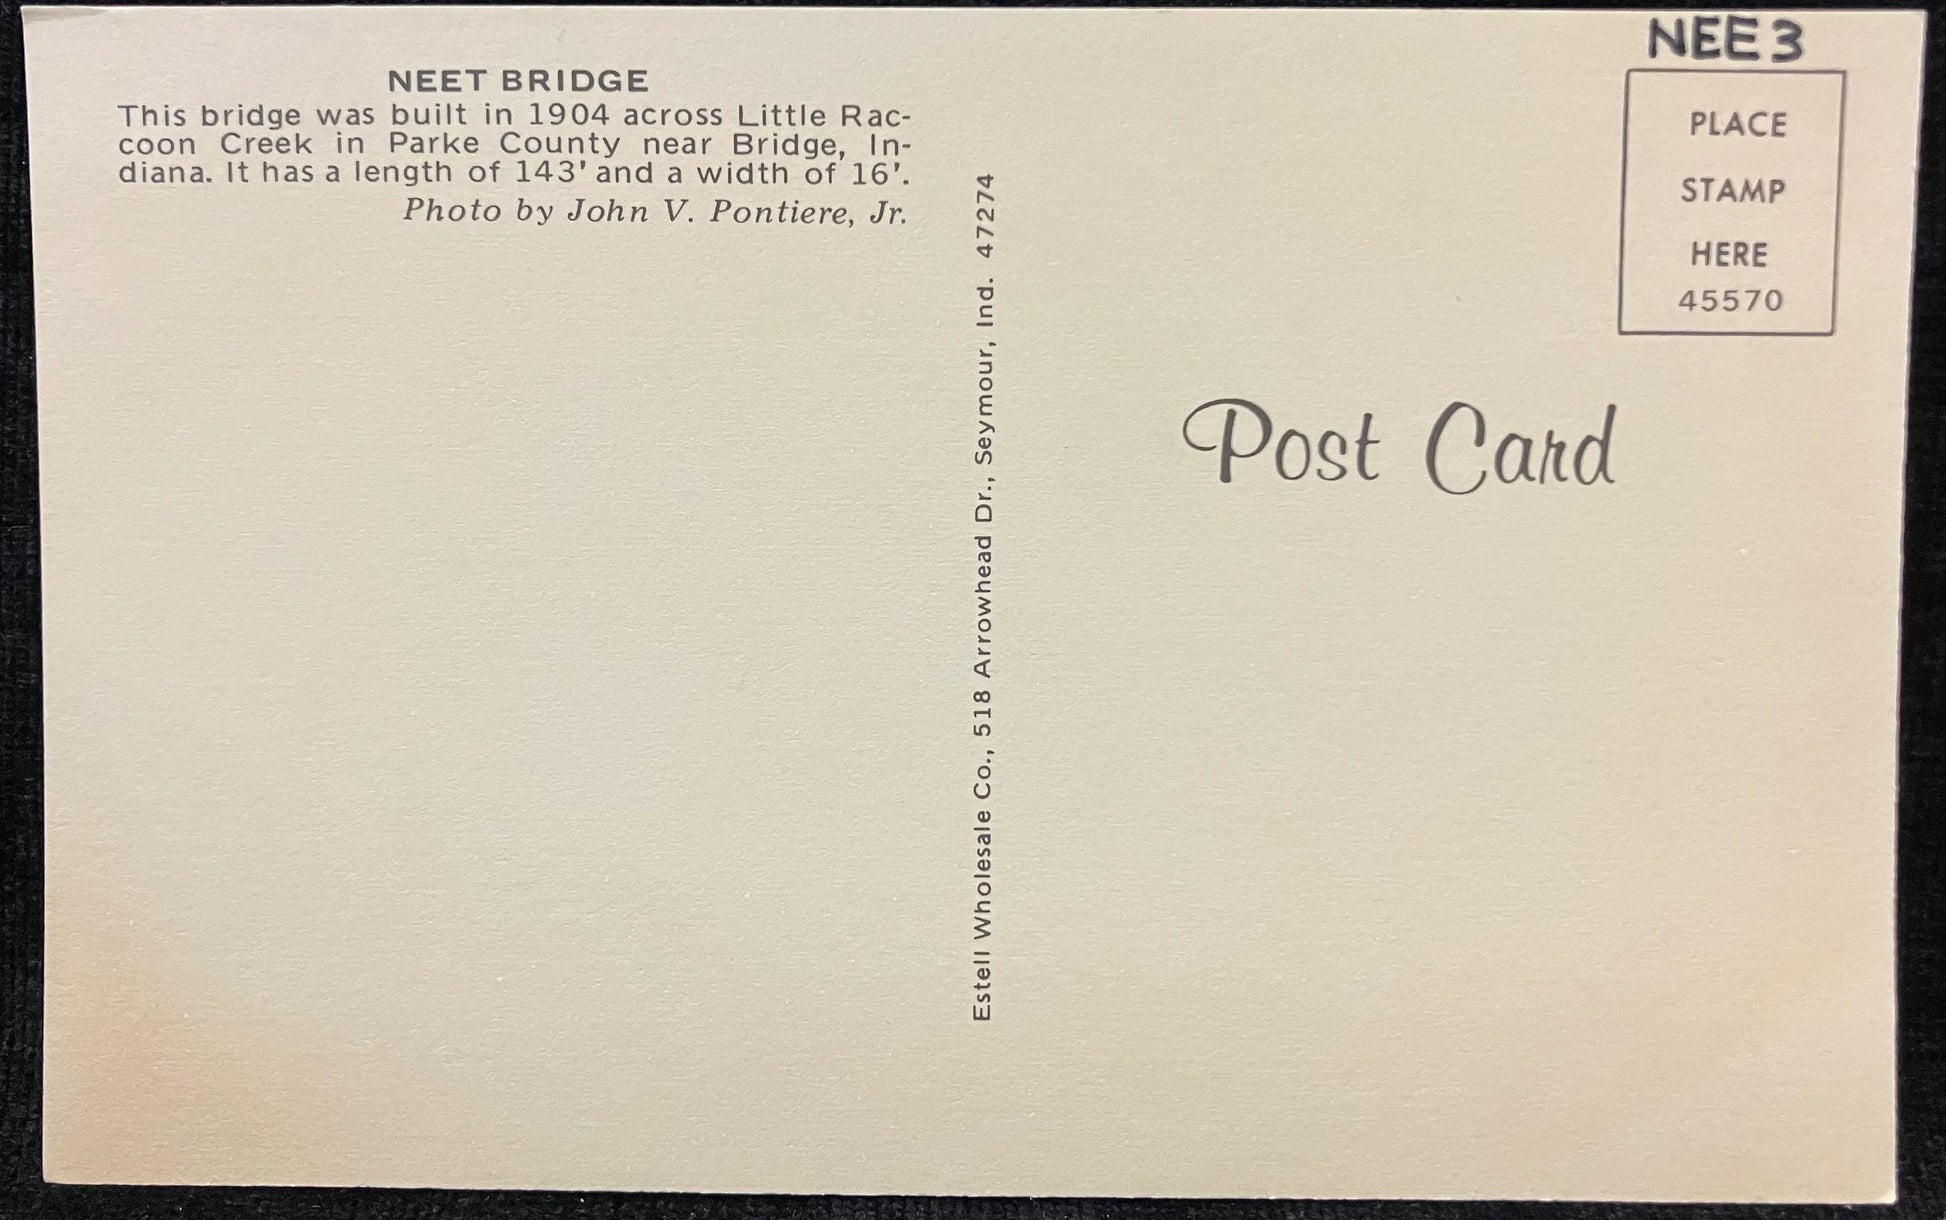 NEET BRIDGE
This bridge was built in 1904 across Little Rac-
coon Creek in Parke County near Bridge, In-
diana. It has a length of 143' and a width of 16'.
Photo by John V. Pontiere, Jr.
Estell Wholesale Co., 518 Arrowhead Dr., Seymour, Ind. 47274
NEE 3
PLACE
STAMP
HERE
45570
Post Card